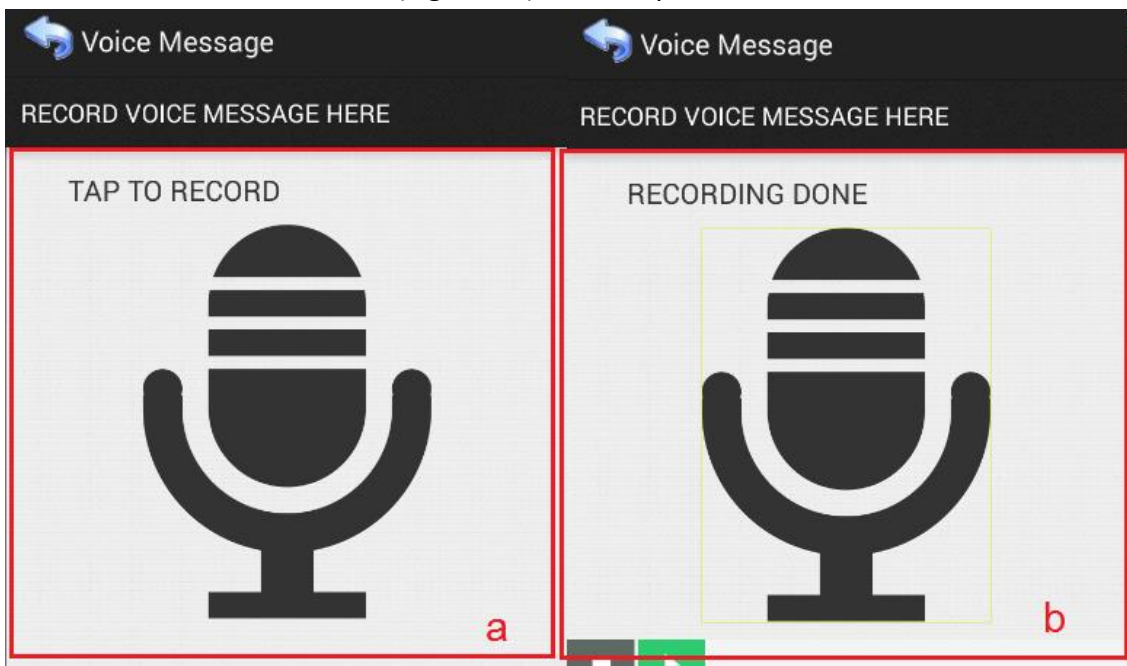 Voice Message
RECORD VOICE MESSAGE HERE
TAP TO RECORD
a
Voice Message
RECORD VOICE MESSAGE HERE
RECORDING DONE
b